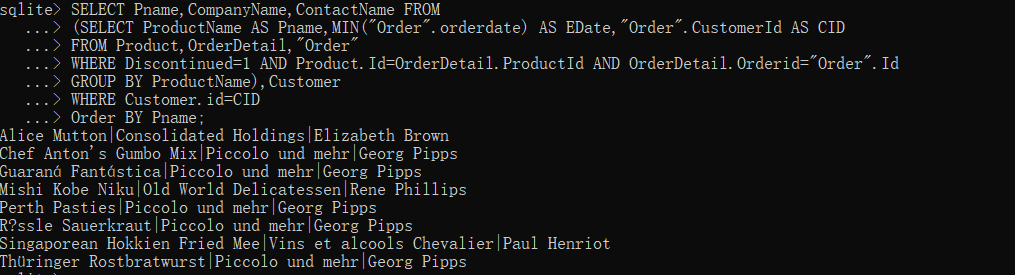 sqlite> SELECT Pname,CompanyName,ContactName FROM
...> (SELECT ProductName AS Pname,MIN("Order".orderdate) AS EDate,"Order".CustomerId AS CID
...> FROM Product,OrderDetail,"Order"
...> WHERE Discontinued=1 AND Product.Id=OrderDetail.ProductId AND OrderDetail.Orderid="Order".Id
...> GROUP BY ProductName),Customer
...> WHERE Customer.id=CID
...> Order BY Pname;
Alice Mutton|Consolidated Holdings|Elizabeth Brown
Chef Anton's Gumbo Mix|Piccolo und mehr|Georg Pipps
Guaraná Fantástica|Piccolo und mehr|Georg Pipps
Mishi Kobe Niku|Old World Delicatessen|Rene Phillips
Perth Pasties|Piccolo und mehr|Georg Pipps
R?ssle Sauerkraut|Piccolo und mehr|Georg Pipps
Singaporean Hokkien Fried Mee|Vins et alcools Chevalier|Paul Henriot
Thüringer Rostbratwurst|Piccolo und mehr|Georg Pipps